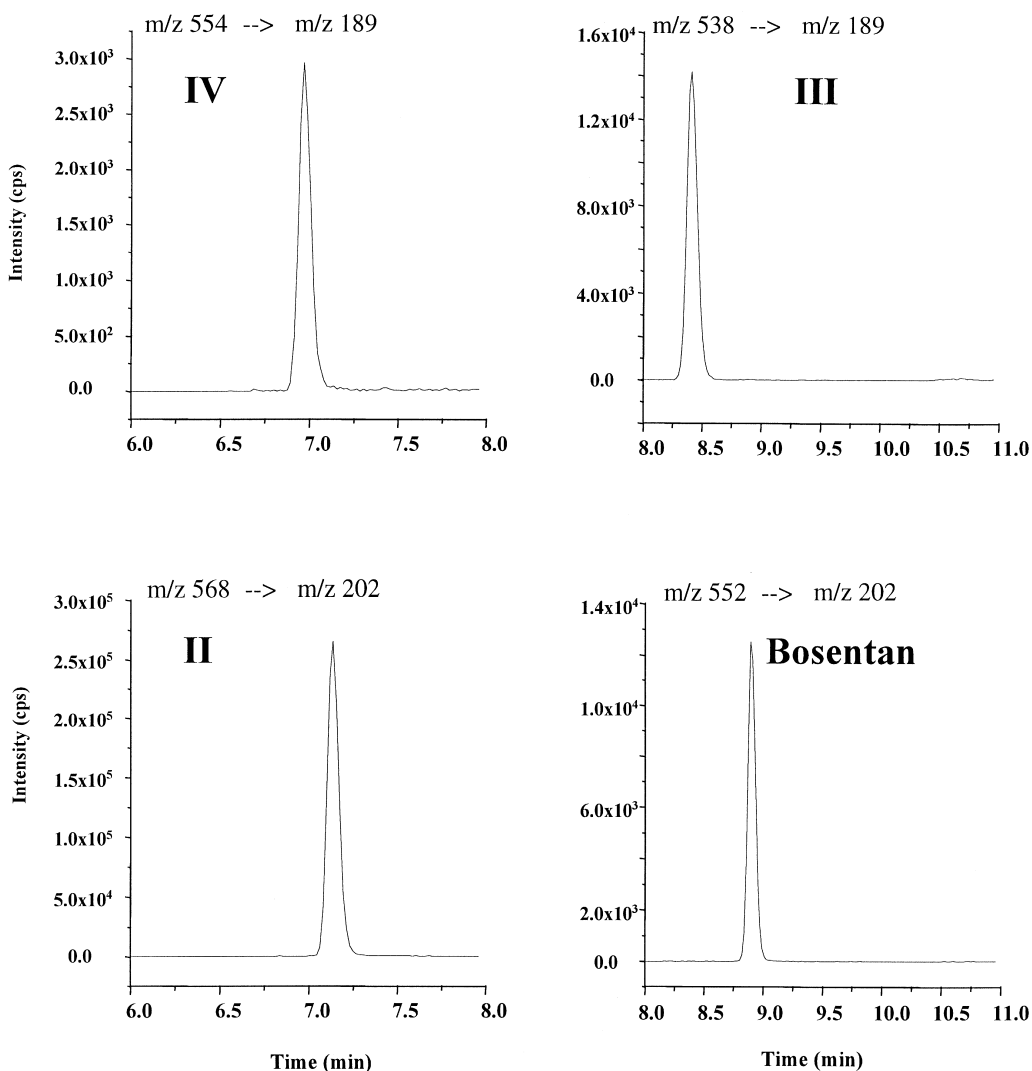 m/z 554 --> m/z 189
IV
Intensity (cps)
3.0x10³
2.5x10³
2.0x10³
1.5x10³
1.0x10³
5.0x10²
0.0
6.0 6.5 7.0 7.5 8.0
m/z 538 --> m/z 189
III
1.6x10⁴
1.2x10⁴
8.0x10³
4.0x10³
0.0
8.0 8.5 9.0 9.5 10.0 10.5 11.0
m/z 568 --> m/z 202
II
Intensity (cps)
3.0x10⁵
2.5x10⁵
2.0x10⁵
1.5x10⁵
1.0x10⁵
5.0x10⁴
0.0
6.0 6.5 7.0 7.5 8.0
Time (min)
m/z 552 --> m/z 202
Bosentan
1.4x10⁴
1.0x10⁴
6.0x10³
2.0x10³
0.0
8.0 8.5 9.0 9.5 10.0 10.5 11.0
Time (min)